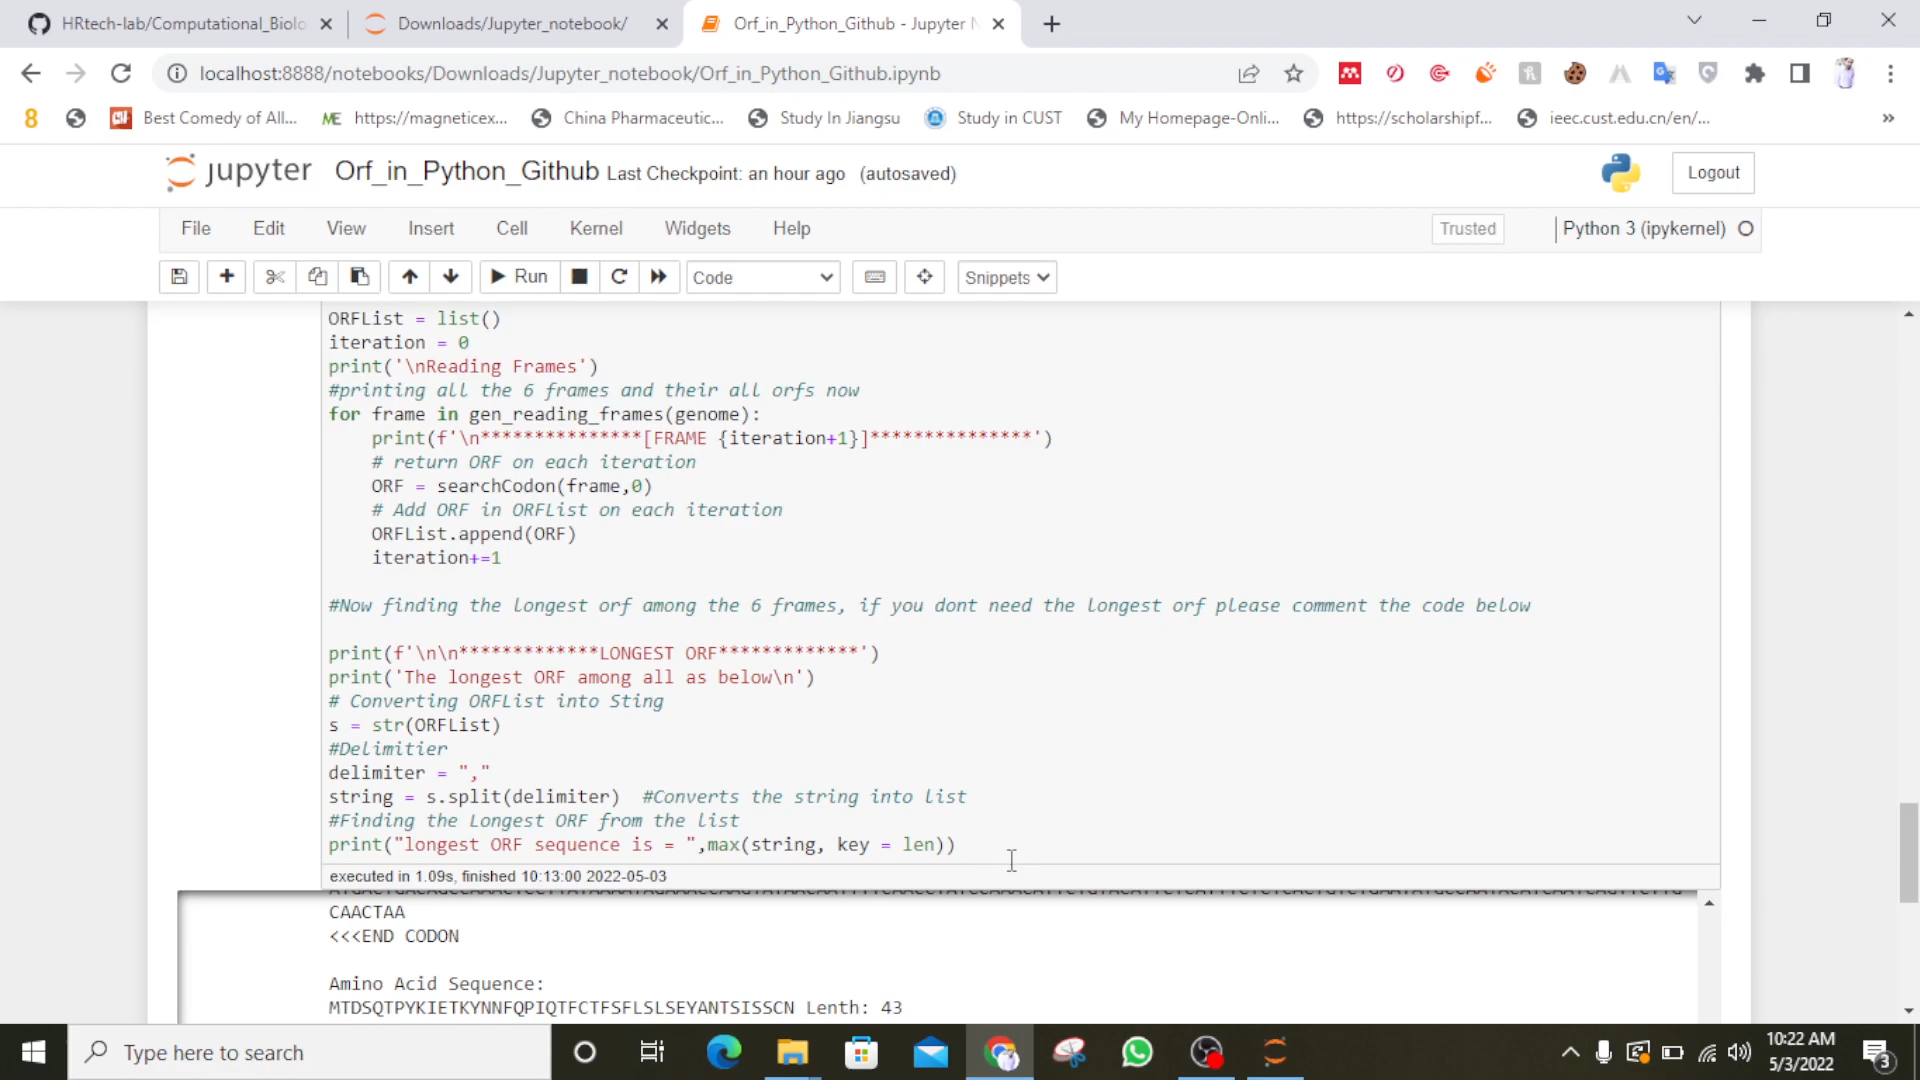 HRtech-lab/Computational_Biolo
Downloads/Jupyter_notebook/
Orf_in_Python_Github - Jupyter N
localhost:8888/notebooks/Downloads/Jupyter_notebook/Orf_in_Python_Github.ipynb
8
Best Comedy of All...
ME https://magneticex...
China Pharmaceutic...
Study In Jiangsu
Study in CUST
My Homepage-Onli...
https://scholarshipf...
ieec.cust.edu.cn/en/...
»
jupyter Orf_in_Python_Github Last Checkpoint: an hour ago (autosaved)
Logout
File Edit View Insert Cell Kernel Widgets Help
Trusted
Python 3 (ipykernel)
Run
Code
Snippets
ORFList = list()
iteration = 0
print('\nReading Frames')
#printing all the 6 frames and their all orfs now
for frame in gen_reading_frames(genome):
print(f'\n***************[FRAME {iteration+1}]***************')
# return ORF on each iteration
ORF = searchCodon(frame,0)
# Add ORF in ORFList on each iteration
ORFList.append(ORF)
iteration+=1
#Now finding the longest orf among the 6 frames, if you dont need the longest orf please comment the code below
print(f'\n\n*************LONGEST ORF*************')
print('The longest ORF among all as below\n')
# Converting ORFList into Sting
s = str(ORFList)
#Delimitier
delimiter = ","
string = s.split(delimiter) #Converts the string into list
#Finding the Longest ORF from the list
print("longest ORF sequence is = ",max(string, key = len))
executed in 1.09s, finished 10:13:00 2022-05-03
CAACTAA
<<<END CODON
Amino Acid Sequence:
MTDSQTPYKIETKYNNFQPIQTFCTFSFLSLSEYANTSISSCN Lenth: 43
Type here to search
10:22 AM
5/3/2022
3